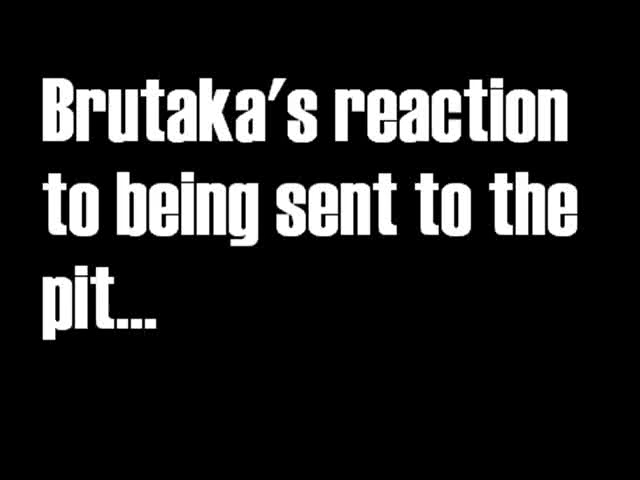 Brutaka's reaction
to being sent to the
pit...